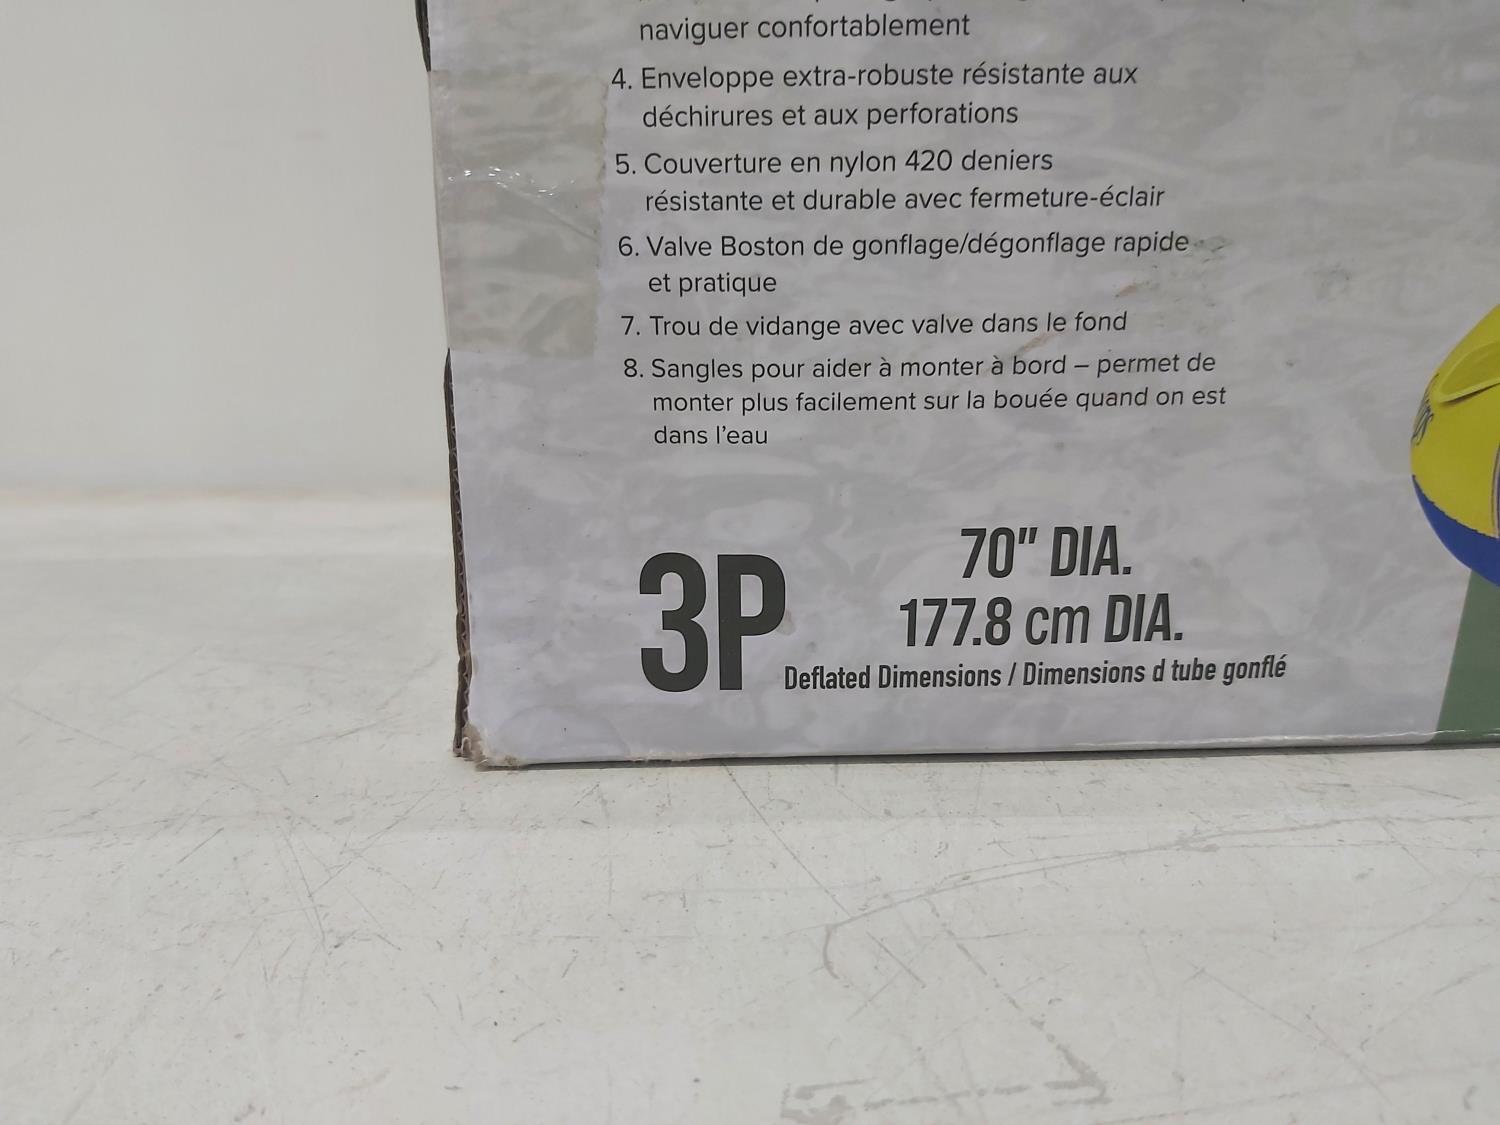 naviguer confortablement
4. Enveloppe extra-robuste résistante aux
déchirures et aux perforations
5. Couverture en nylon 420 deniers
résistante et durable avec fermeture-éclair
6. Valve Boston de gonflage/dégonflage rapide
et pratique
7. Trou de vidange avec valve dans le fond
8. Sangles pour aider à monter à bord – permet de
monter plus facilement sur la bouée quand on est
dans l'eau
3P
70" DIA.
177.8 cm DIA.
Deflated Dimensions / Dimensions d tube gonflé